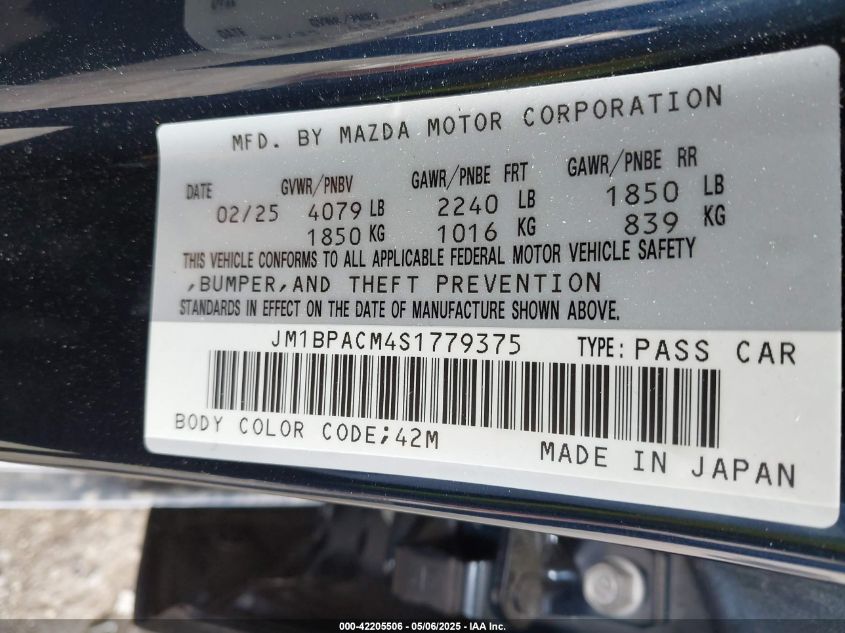 MFD. BY MAZDA MOTOR CORPORATION
DATE GVWR/PNBV GAWR/PNBE FRT GAWR/PNBE RR
02/25 4079 LB 2240 LB 1850 LB
1850 KG 1016 KG 839 KG
THIS VEHICLE CONFORMS TO ALL APPLICABLE FEDERAL MOTOR VEHICLE SAFETY
,BUMPER,AND THEFT PREVENTION
STANDARDS IN EFFECT ON THE DATE OF MANUFACTURE SHOWN ABOVE.
JM1BPACM4S1779375 TYPE: PASS CAR
BODY COLOR CODE;42M
MADE IN JAPAN
000-42205506 - 05/06/2025 - IAA Inc.